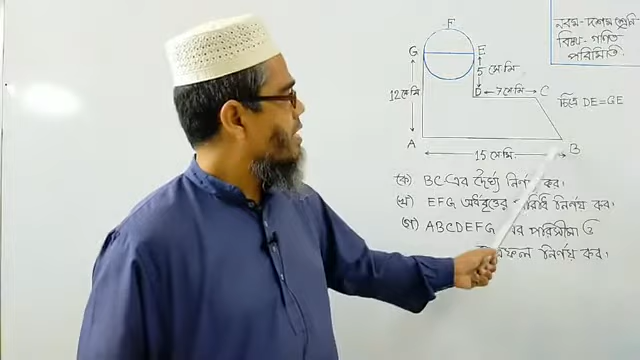 নবম-দশম শ্রেণি
বিষয়- গণিত
পরিমিতি
F
G E
5 সে.মি.
D 7 সে.মি C
চিত্রে DE=GE
12 সে.মি
A B
15 সে.মি
(ক) BC এর দৈর্ঘ্য নির্ণয় কর।
(খ) EFG অর্ধবৃত্তের পরিধি নির্ণয় কর।
(গ) ABCDEFG এর পরিসীমা ও
নির্ণয় কর।